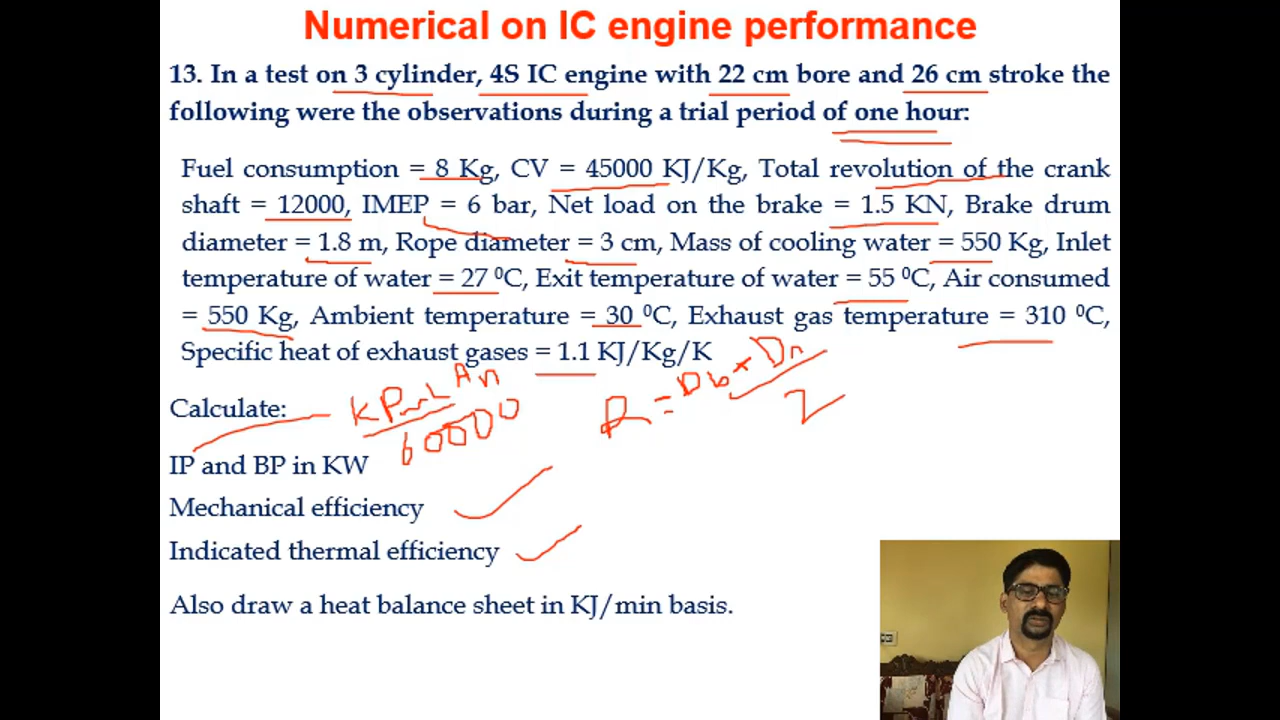 Numerical on IC engine performance
13. In a test on 3 cylinder, 4S IC engine with 22 cm bore and 26 cm stroke the
following were the observations during a trial period of one hour:
Fuel consumption = 8 Kg, CV = 45000 KJ/Kg, Total revolution of the crank
shaft = 12000, IMEP = 6 bar, Net load on the brake = 1.5 KN, Brake drum
diameter = 1.8 m, Rope diameter = 3 cm, Mass of cooling water = 550 Kg, Inlet
temperature of water = 27 ⁰C, Exit temperature of water = 55 ⁰C, Air consumed
= 550 Kg, Ambient temperature = 30 ⁰C, Exhaust gas temperature = 310 ⁰C,
Specific heat of exhaust gases = 1.1 KJ/Kg/K
Calculate:
k Pm L A n
60000
R = Db + Dr
2
IP and BP in KW
Mechanical efficiency
Indicated thermal efficiency
Also draw a heat balance sheet in KJ/min basis.